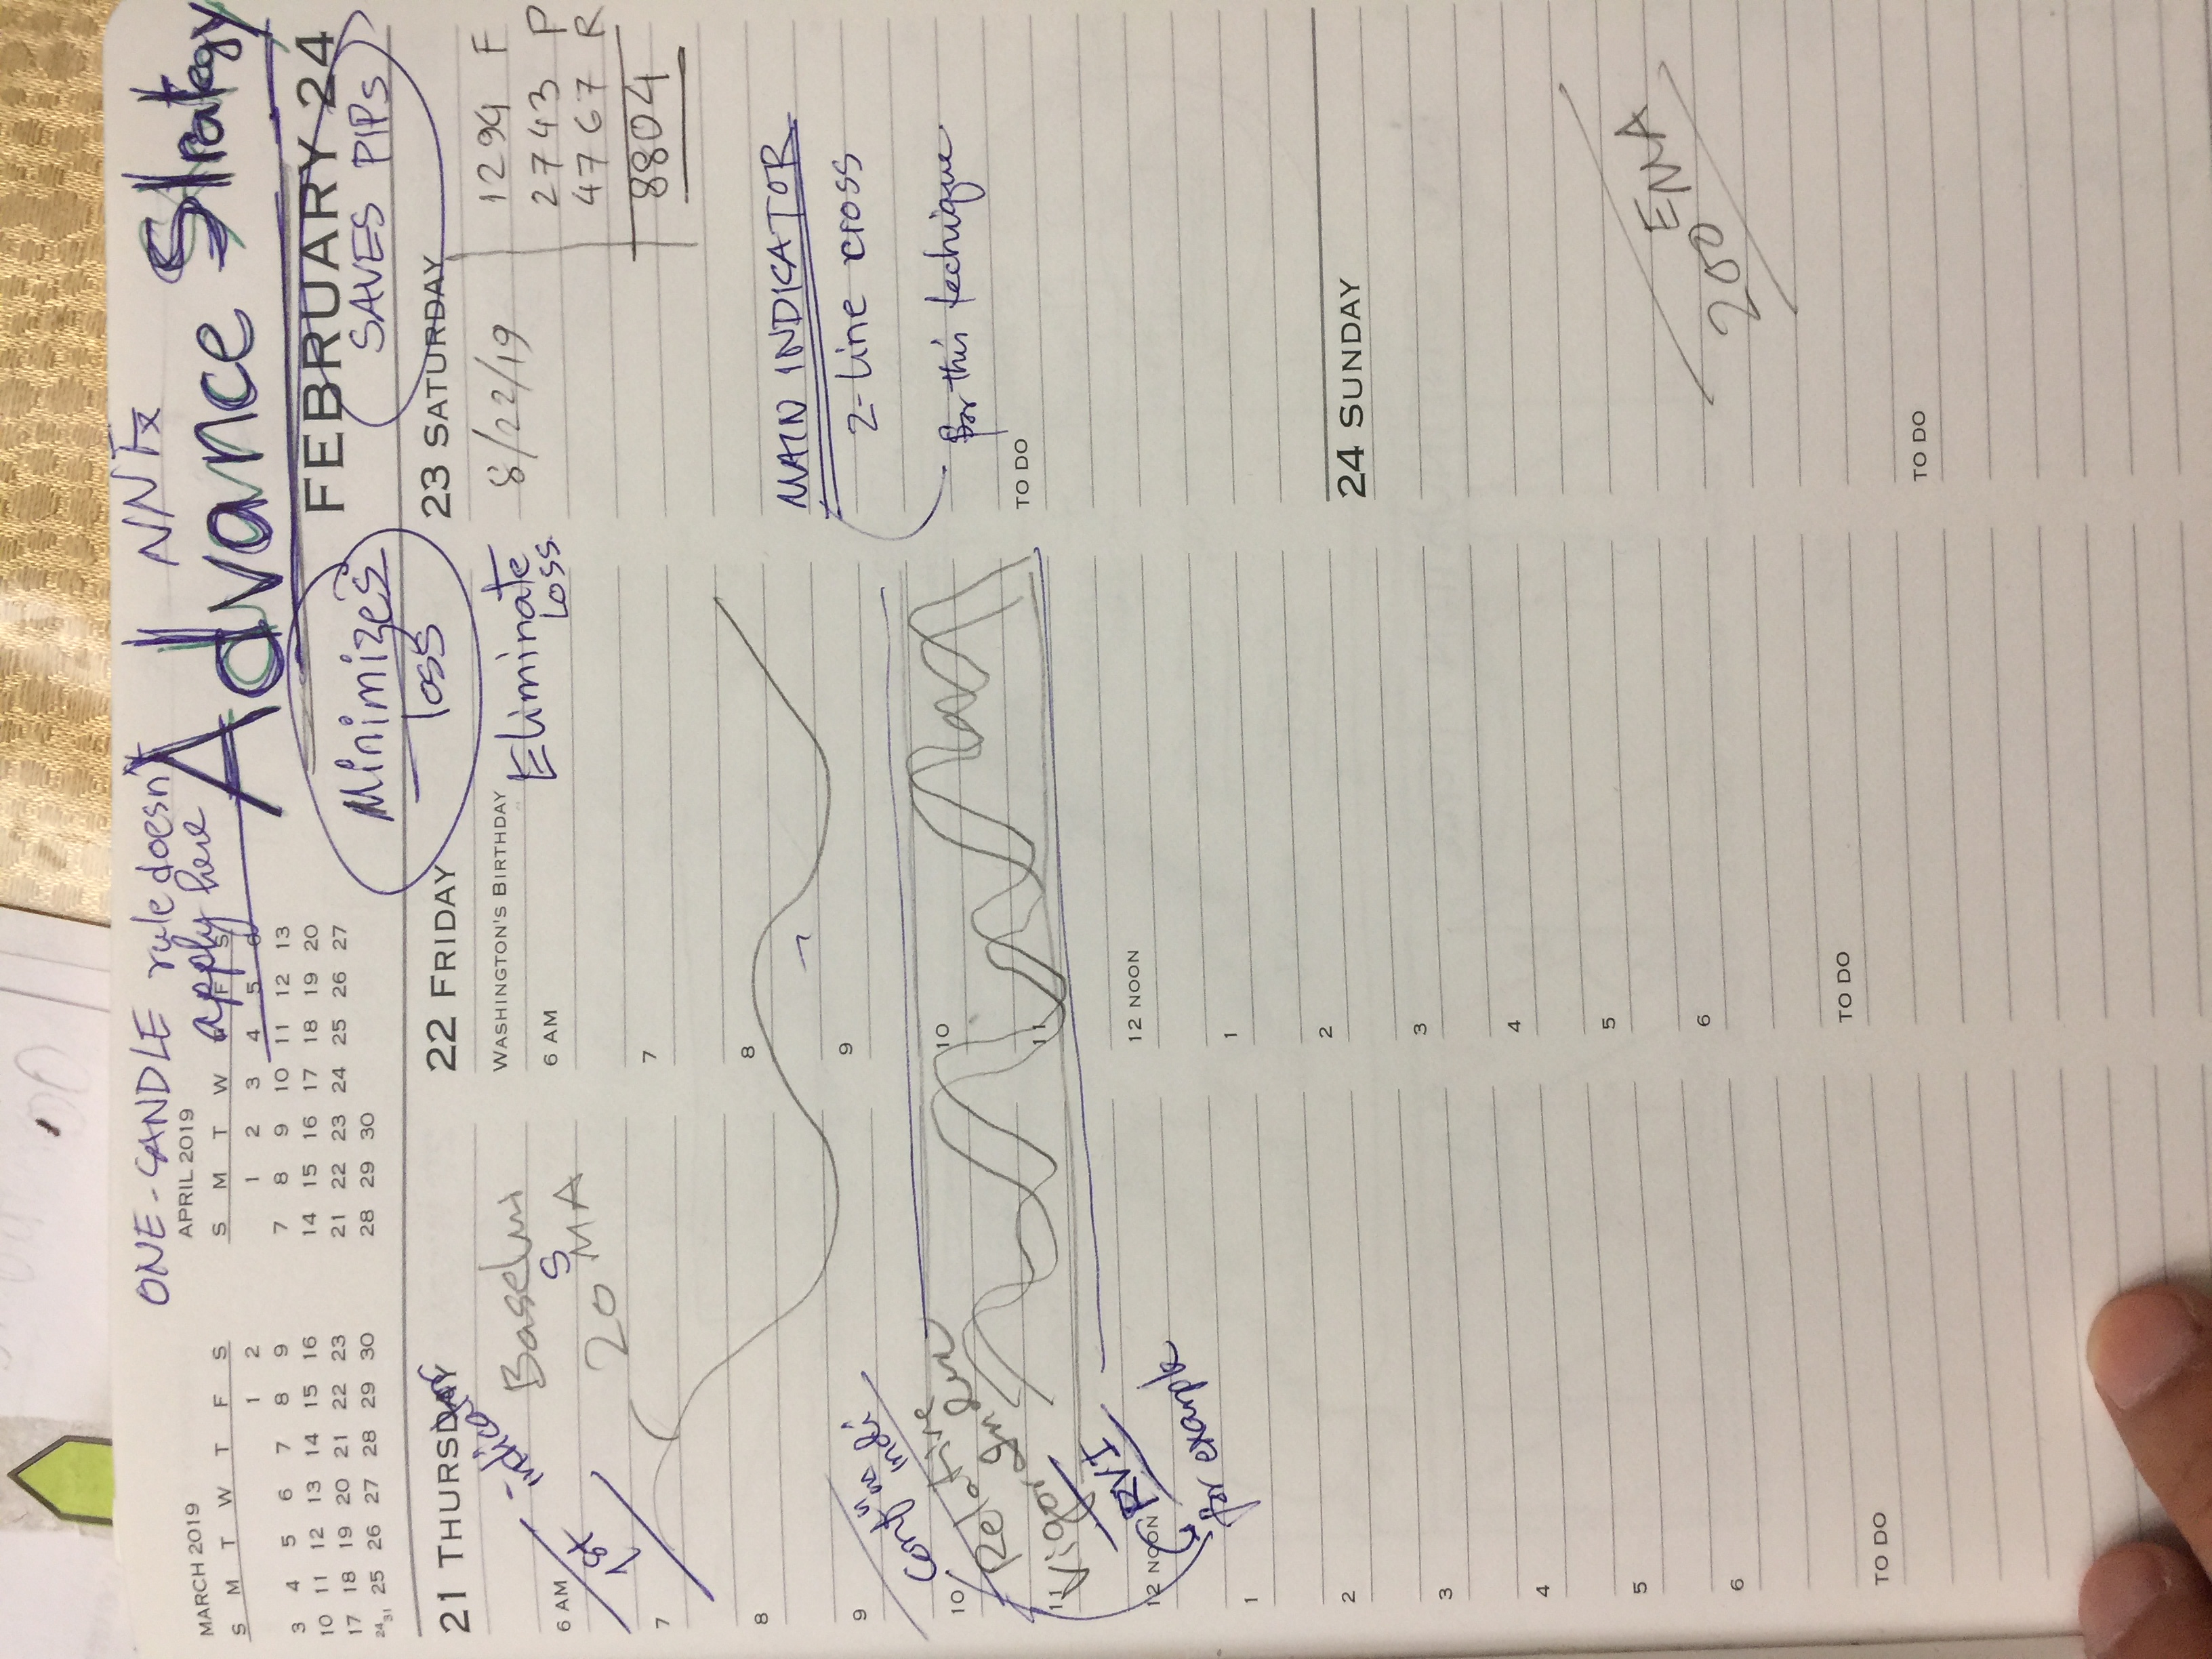 NNFX
ONE-CANDLE rule doesn't
apply here
Advance Strategy
MARCH 2019
S M T W T F S
1 2
3 4 5 6 7 8 9
10 11 12 13 14 15 16
17 18 19 20 21 22 23
24/31 25 26 27 28 29 30
APRIL 2019
S M T W T F S
1 2 3 4 5 6
7 8 9 10 11 12 13
14 15 16 17 18 19 20
21 22 23 24 25 26 27
28 29 30
FEBRUARY 24
Minimizes
loss
SAVES PIPs
21 THURSDAY
- indicator
Baseline
6 AM
1st
20 SMA
7
8
9
confirm indi
10
Relative
Vigor Index
11
12 NOON
RVI
for example
1
2
3
4
5
6
TO DO
22 FRIDAY
WASHINGTON'S BIRTHDAY
Eliminate
loss
6 AM
7
8
9
10
11
12 NOON
1
2
3
4
5
6
TO DO
23 SATURDAY
8/22/19
1294 F
2743 P
4767 R
8804
MAIN INDICATOR
2-line cross
for this technique
TO DO
24 SUNDAY
EMA
200
TO DO